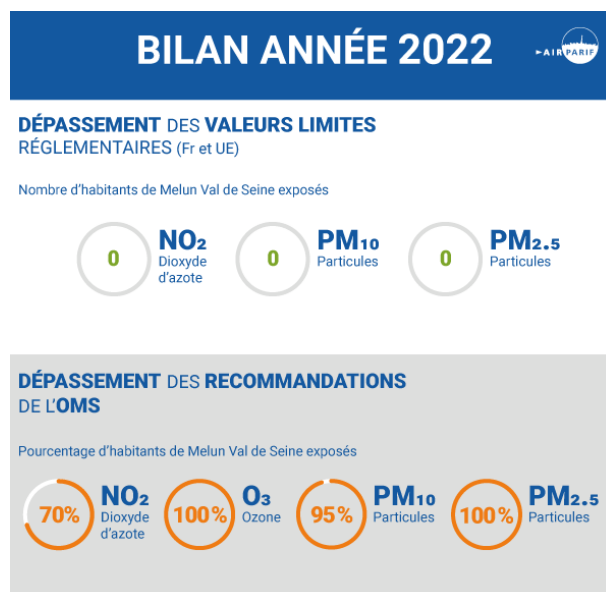 BILAN ANNÉE 2022
AIRPARIF
DÉPASSEMENT DES VALEURS LIMITES
RÉGLEMENTAIRES (Fr et UE)
Nombre d'habitants de Melun Val de Seine exposés
0
NO₂
Dioxyde
d'azote
0
PM₁₀
Particules
0
PM₂.₅
Particules
DÉPASSEMENT DES RECOMMANDATIONS
DE L'OMS
Pourcentage d'habitants de Melun Val de Seine exposés
70%
NO₂
Dioxyde
d'azote
100%
O₃
Ozone
95%
PM₁₀
Particules
100%
PM₂.₅
Particules